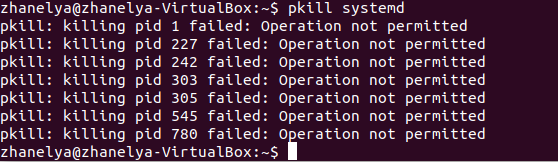 zhanelya@zhanelya-VirtualBox:~$ pkill systemd
pkill: killing pid 1 failed: Operation not permitted
pkill: killing pid 227 failed: Operation not permitted
pkill: killing pid 242 failed: Operation not permitted
pkill: killing pid 303 failed: Operation not permitted
pkill: killing pid 305 failed: Operation not permitted
pkill: killing pid 545 failed: Operation not permitted
pkill: killing pid 780 failed: Operation not permitted
zhanelya@zhanelya-VirtualBox:~$